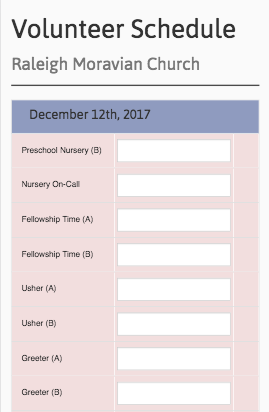 Volunteer Schedule
Raleigh Moravian Church
December 12th, 2017
Preschool Nursery (B)
Nursery On-Call
Fellowship Time (A)
Fellowship Time (B)
Usher (A)
Usher (B)
Greeter (A)
Greeter (B)